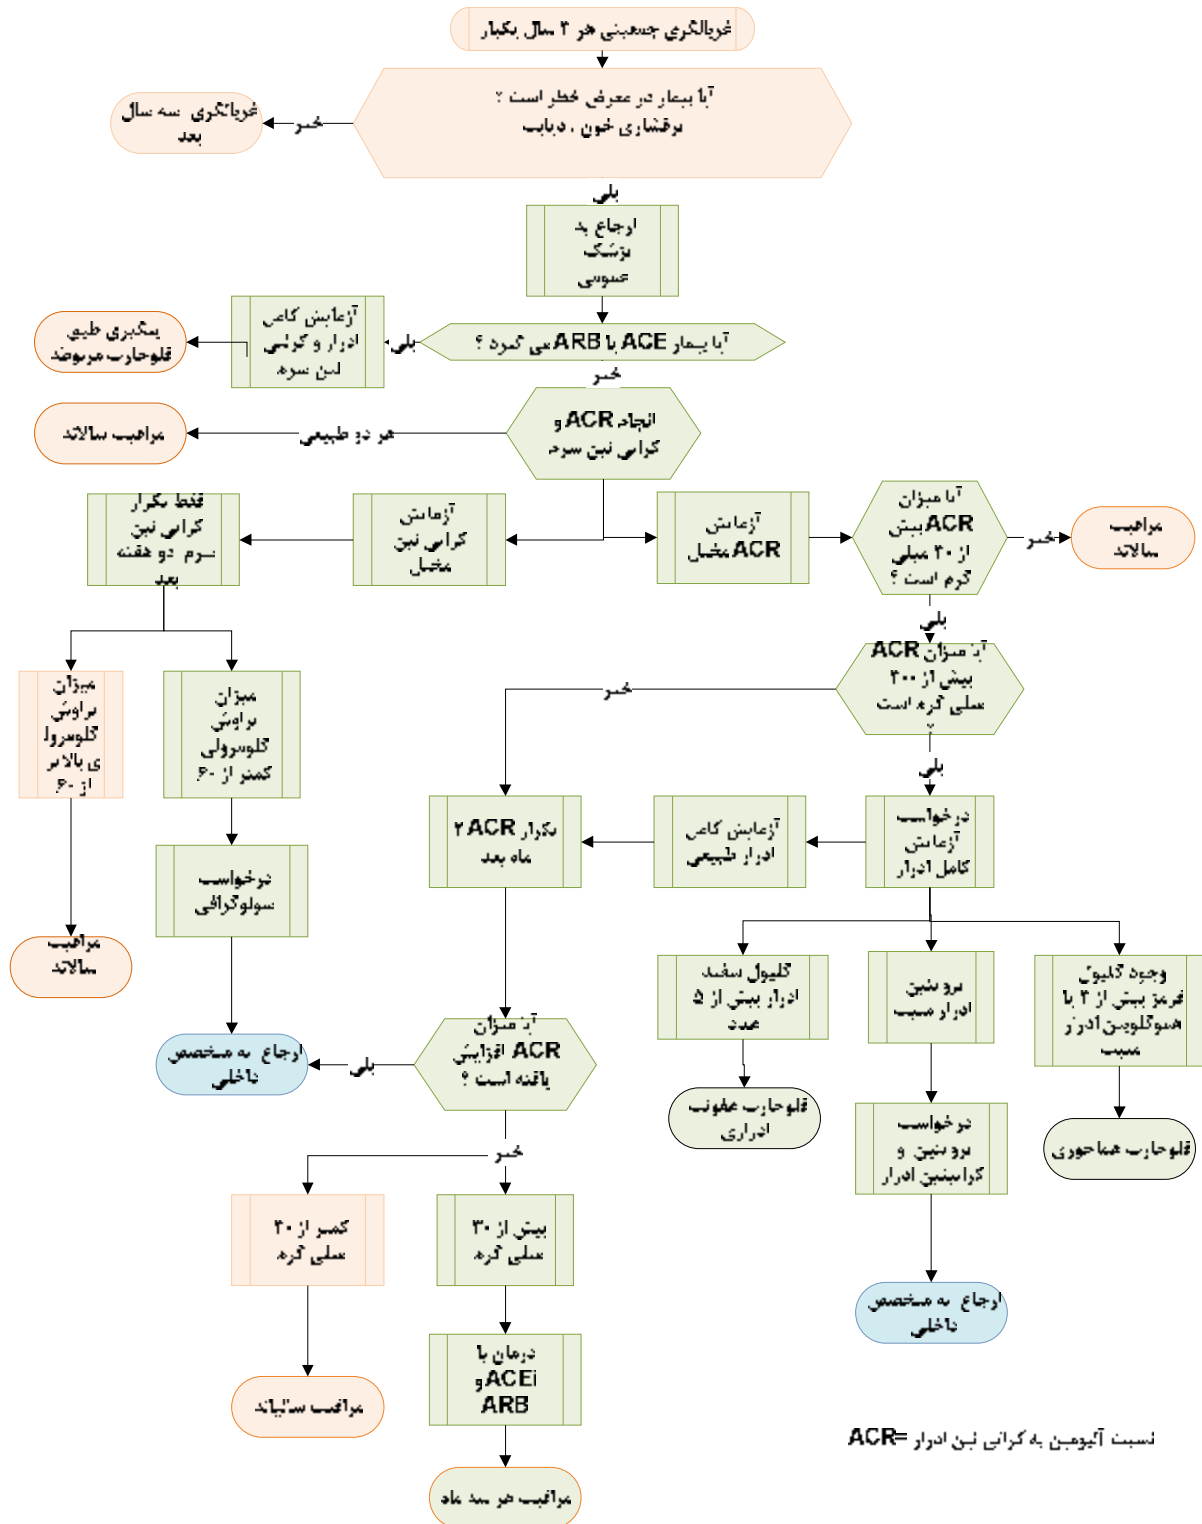 غربالگری جمعیتی هر ۳ سال یکبار
آیا بیمار در معرض خطر است ؟
پرفشاری خون ، دیابت
خیر
غربالگری سه سال
بعد
بلی
ارجاع به
پزشک
عمومی
آیا بیمار ACE یا ARB می گیرد ؟
بلی
آزمایش کامل
ادرار و کراتی
نین سرم
پیگیری طبق
فلوچارت مربوطه
خیر
انجام ACR و
کراتی نین سرم
هر دو طبیعی
مراقبت سالانه
آزمایش
کراتی نین
مختل
فقط تکرار
کراتی نین
سرم دو هفته
بعد
آزمایش
ACR مختل
آیا میزان
ACR بیش
از ۳۰ میلی
گرم است ؟
خیر
مراقبت
سالانه
بلی
آیا میزان ACR
بیش از ۳۰۰
میلی گرم است
؟
خیر
بلی
میزان
تراوش
گلومرولی
کمتر از ۶۰
میزان
تراوش
گلومرول
ی بالاتر
از ۶۰
درخواست
آزمایش
کامل ادرار
آزمایش کامل
ادرار طبیعی
تکرار ACR ۲
ماه بعد
درخواست
سونوگرافی
مراقبت
سالانه
گلبول سفید
ادرار بیش از ۵
عدد
پروتئین
ادرار مثبت
وجود گلبول
قرمز بیش از ۳ یا
هموگلوبین ادرار
مثبت
آیا میزان
ACR افزایش
یافته است ؟
بلی
ارجاع به متخصص
داخلی
فلوچارت عفونت
ادراری
درخواست
پروتئین و
کراتینین ادرار
فلوچارت هماچوری
خیر
کمتر از ۳۰
میلی گرم
بیش از ۳۰
میلی گرم
ارجاع به متخصص
داخلی
درمان با
ACEi و
ARB
مراقبت سالیانه
مراقبت هر سه ماه
نسبت آلبومین به کراتی نین ادرار =ACR